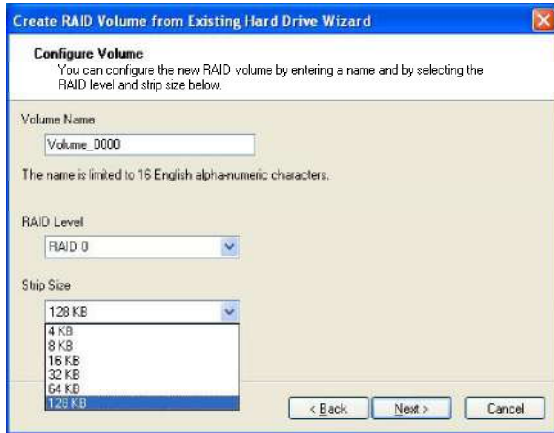 Create RAID Volume from Existing Hard Drive Wizard
Configure Volume
You can configure the new RAID volume by entering a name and by selecting the
RAID level and strip size below.
Volume Name
Volume_0000
The name is limited to 16 English alpha-numeric characters.
RAID Level
RAID 0
Strip Size
128 KB
4 KB
8 KB
16 KB
32 KB
64 KB
128 KB
< Back
Next >
Cancel